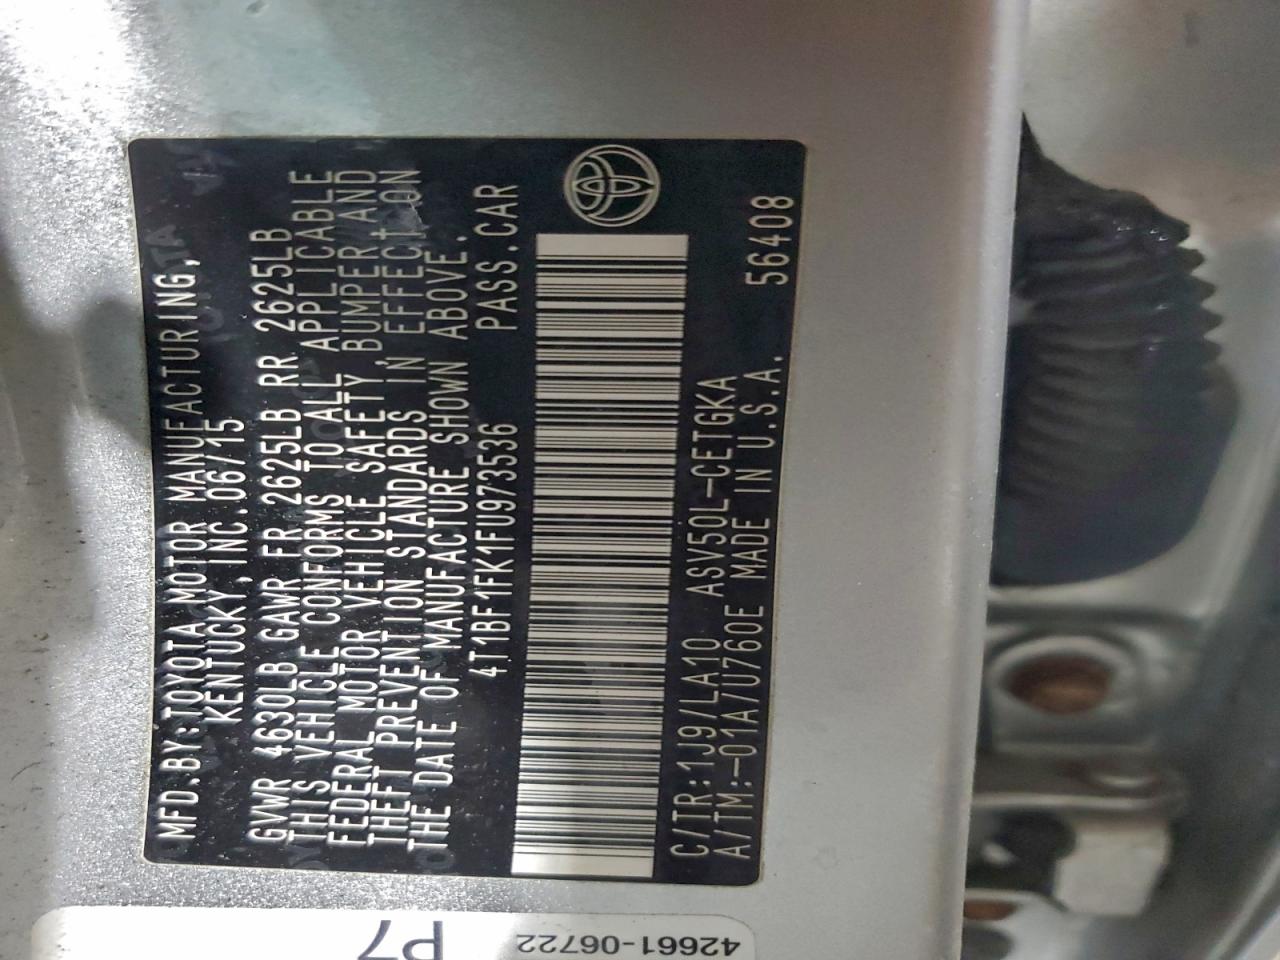 MFD.BY:TOYOTA MOTOR MANUFACTURING,
KENTUCKY, INC. 06/15
GVWR 4630LB GAWR FR 2625LB RR 2625LB
THIS VEHICLE CONFORMS TO ALL APPLICABLE
FEDERAL MOTOR VEHICLE SAFETY,BUMPER AND
THEFT PREVENTION STANDARDS IN EFFECT ON
THE DATE OF MANUFACTURE SHOWN ABOVE.
4T1BF1FK1FU973536 PASS.CAR
C/TR:1J9/LA10 ASV50L-CETGKA
A/TM:-01A/U760E MADE IN U.S.A. 56408
P7
42661-06722